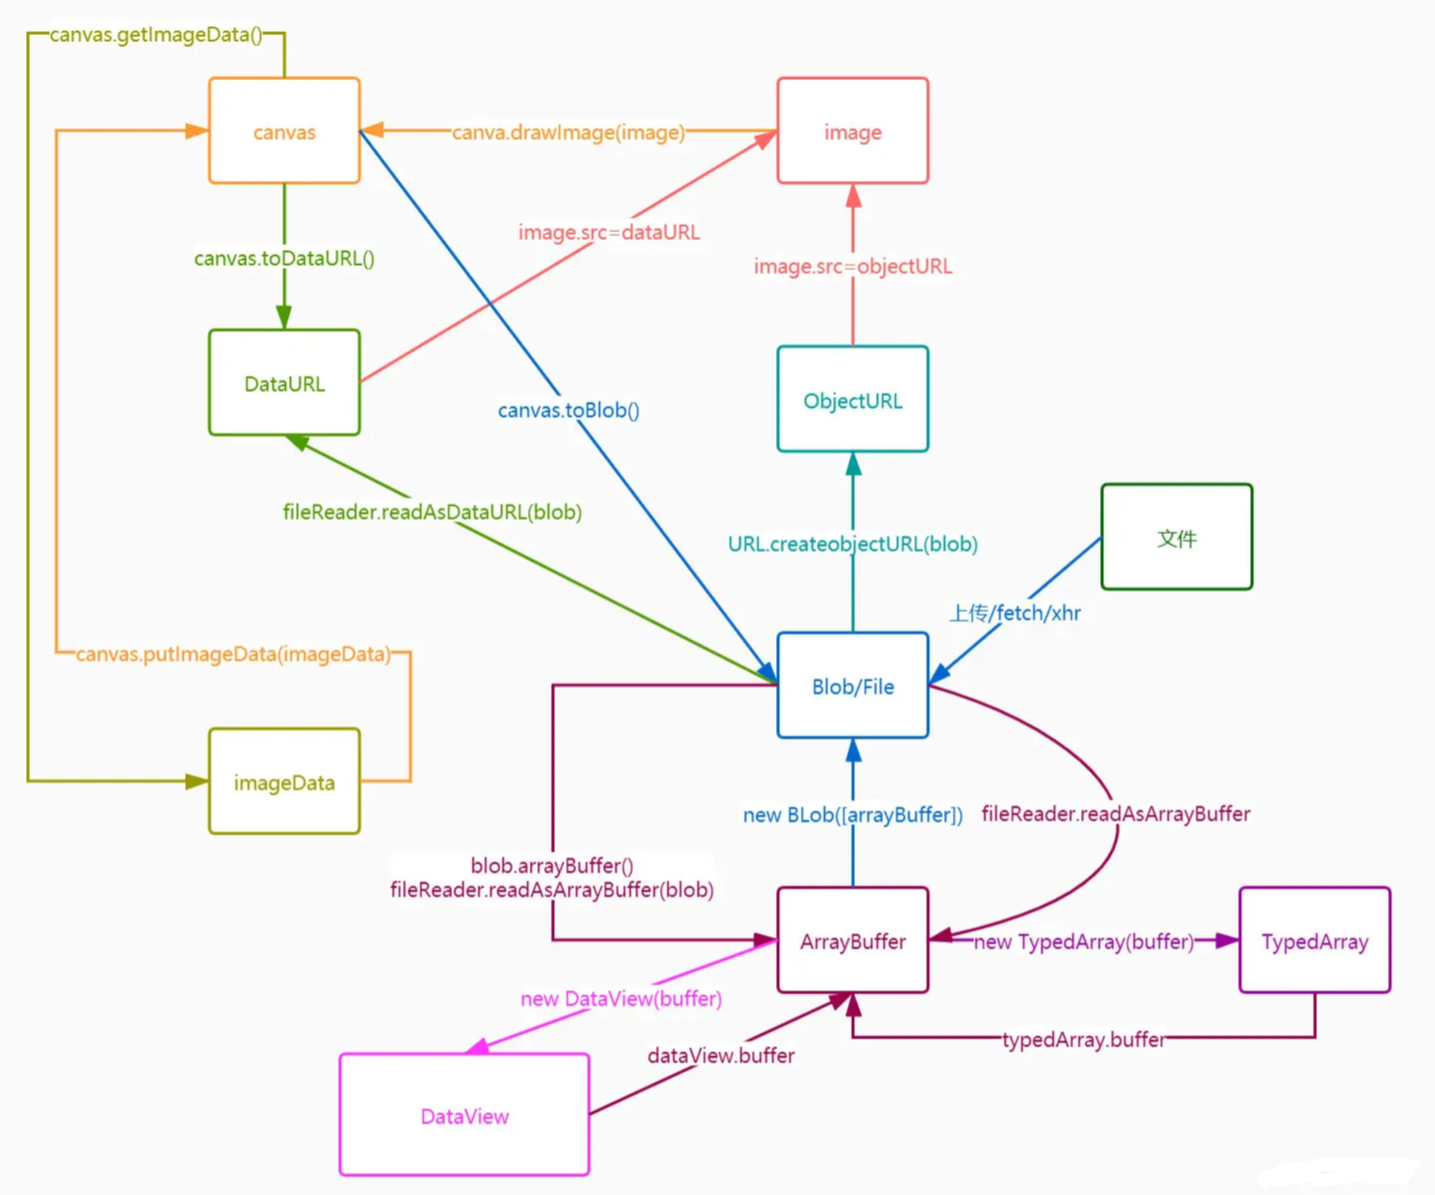 canvas.getImageData()
canvas
canva.drawImage(image)
image
image.src=dataURL
canvas.toDataURL()
image.src=objectURL
DataURL
ObjectURL
canvas.toBlob()
fileReader.readAsDataURL(blob)
URL.createobjectURL(blob)
文件
上传/fetch/xhr
canvas.putImageData(imageData)
Blob/File
imageData
new BLob([arrayBuffer])
fileReader.readAsArrayBuffer
blob.arrayBuffer()
fileReader.readAsArrayBuffer(blob)
ArrayBuffer
new TypedArray(buffer)
TypedArray
new DataView(buffer)
typedArray.buffer
dataView.buffer
DataView